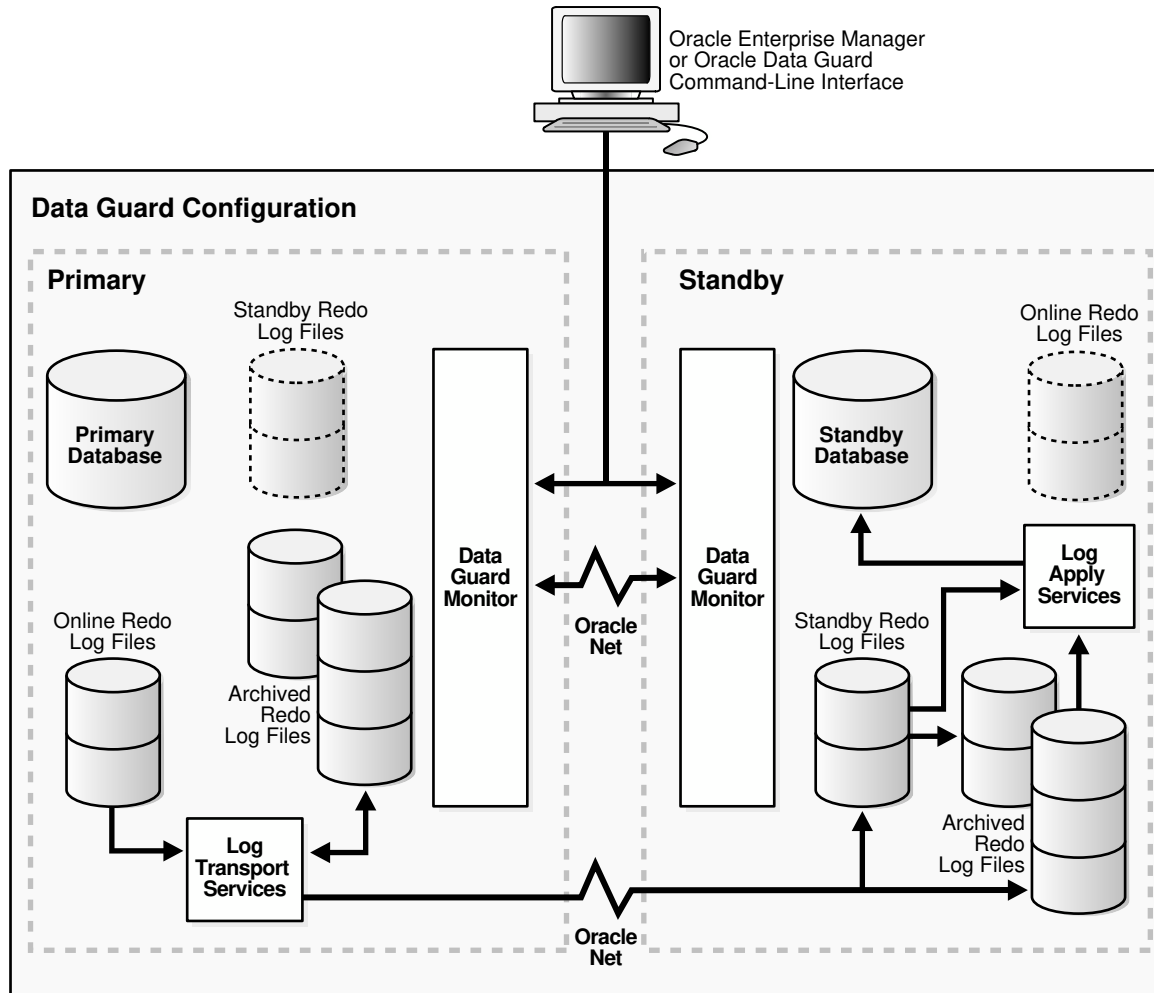 Oracle Enterprise Manager
or Oracle Data Guard
Command-Line Interface
Data Guard Configuration
Primary
Standby Redo
Log Files
Primary
Database
Data
Guard
Monitor
Online Redo
Log Files
Archived
Redo
Log Files
Log
Transport
Services
Oracle
Net
Oracle
Net
Standby
Online Redo
Log Files
Standby
Database
Data
Guard
Monitor
Log
Apply
Services
Standby Redo
Log Files
Archived
Redo
Log Files